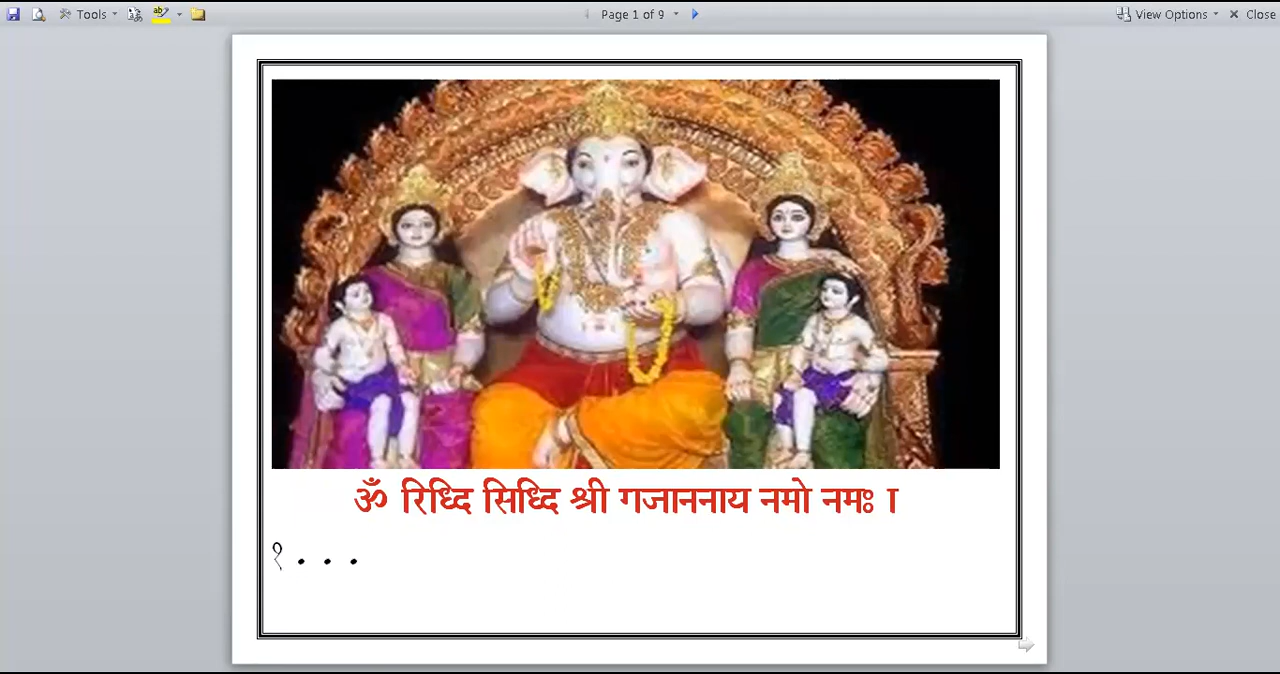 Tools Page 1 of 9 View Options Close
ॐ रिध्दि सिध्दि श्री गजाननाय नमो नमः I
१...